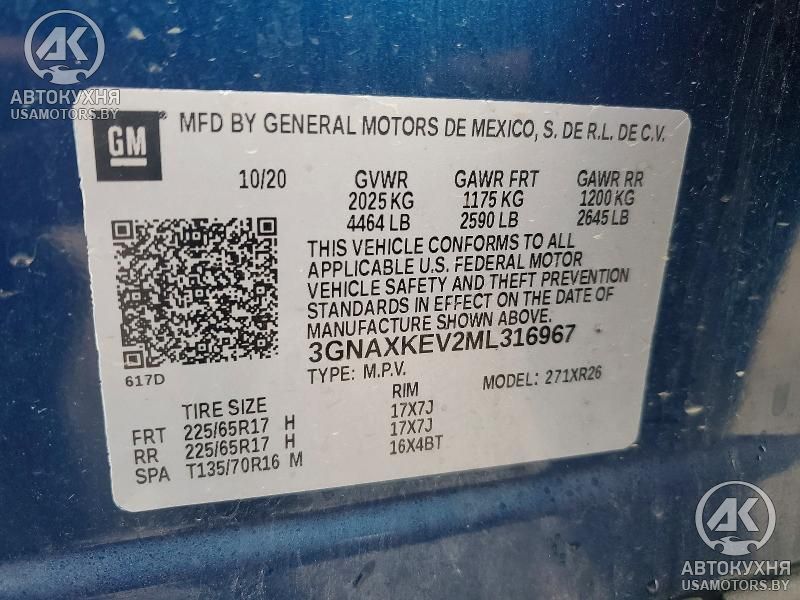 АК
АВТОКУХНЯ
USAMOTORS.BY
GM
MFD BY GENERAL MOTORS DE MEXICO, S. DE R.L. DE C.V.
10/20 GVWR GAWR FRT GAWR RR
2025 KG 1175 KG 1200 KG
4464 LB 2590 LB 2645 LB
THIS VEHICLE CONFORMS TO ALL
APPLICABLE U.S. FEDERAL MOTOR
VEHICLE SAFETY AND THEFT PREVENTION
STANDARDS IN EFFECT ON THE DATE OF
MANUFACTURE SHOWN ABOVE.
3GNAXKEV2ML316967
617D
TYPE: M.P.V. MODEL: 271XR26
TIRE SIZE RIM
FRT 225/65R17 H 17X7J
RR 225/65R17 H 17X7J
SPA T135/70R16 M 16X4BT
АК
АВТОКУХНЯ
USAMOTORS.BY